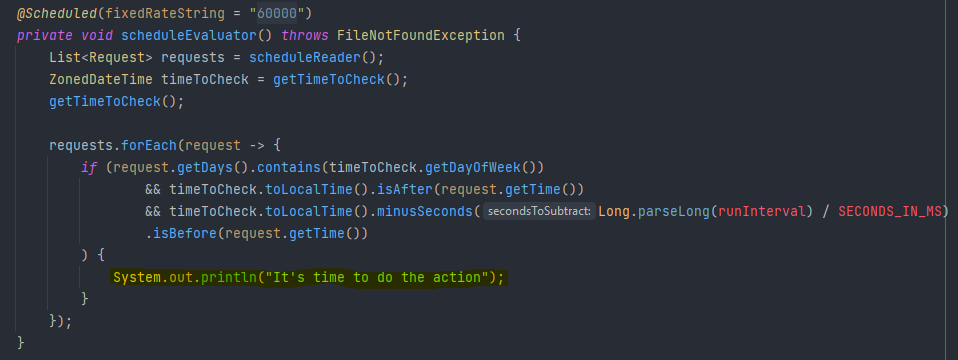 @Scheduled(fixedRateString = "60000")
private void scheduleEvaluator() throws FileNotFoundException {
    List<Request> requests = scheduleReader();
    ZonedDateTime timeToCheck = getTimeToCheck();
    getTimeToCheck();

    requests.forEach(request -> {
        if (request.getDays().contains(timeToCheck.getDayOfWeek())
                && timeToCheck.toLocalTime().isAfter(request.getTime())
                && timeToCheck.toLocalTime().minusSeconds( secondsToSubtract: Long.parseLong(runInterval) / SECONDS_IN_MS)
                .isBefore(request.getTime())
        ) {
            System.out.println("It's time to do the action");
        }
    });
}